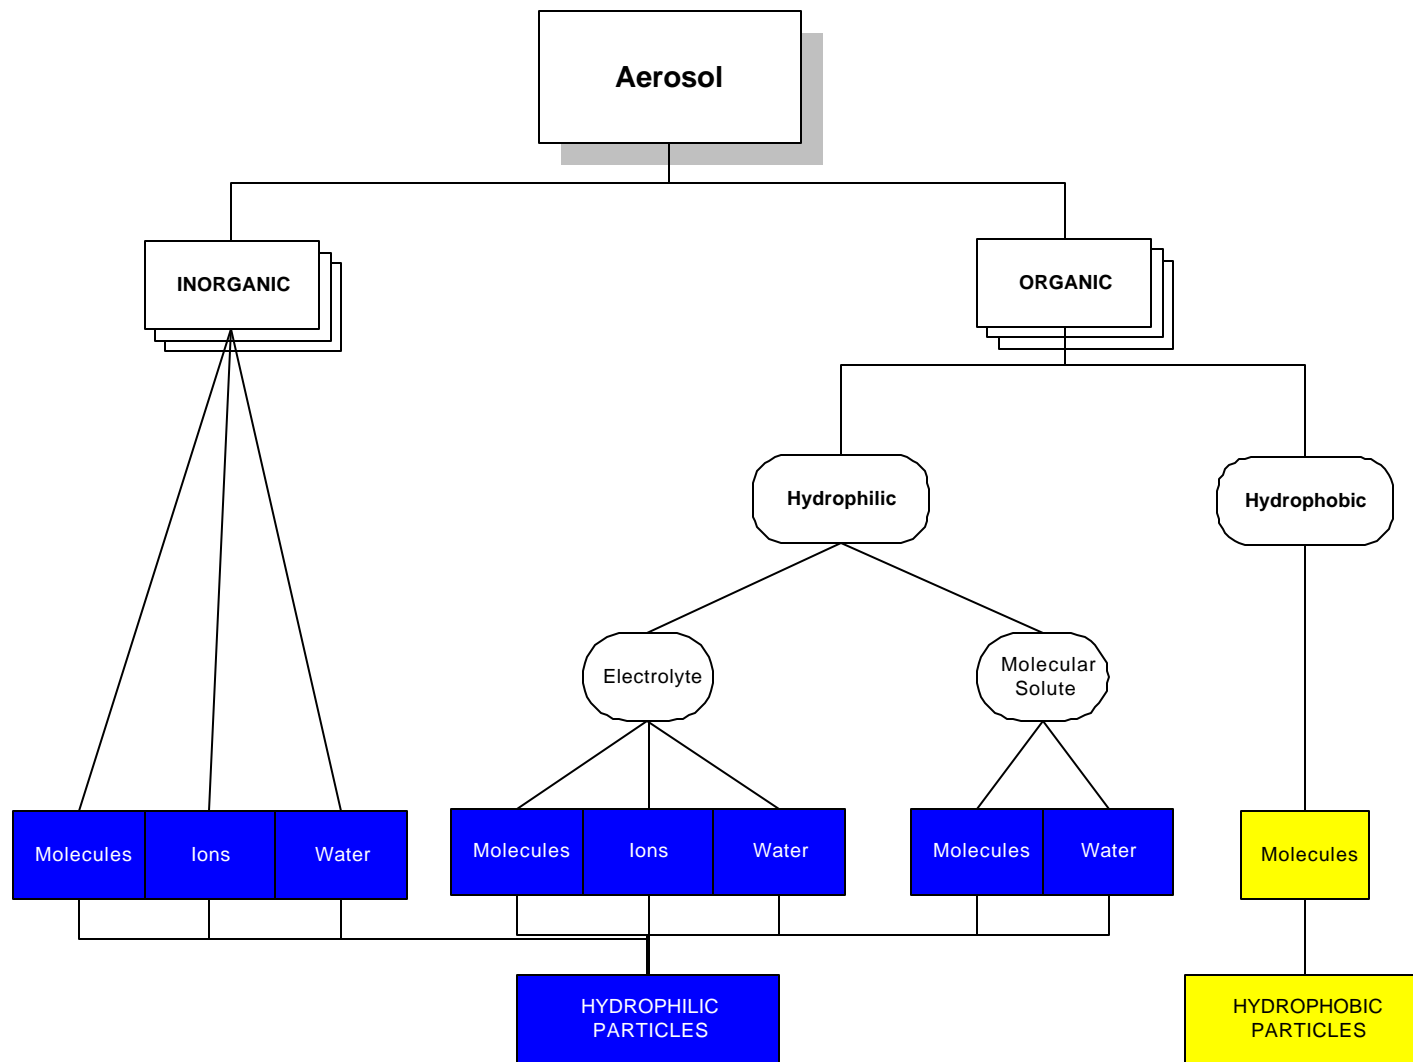 Aerosol
INORGANIC
ORGANIC
Hydrophilic
Hydrophobic
Electrolyte
Molecular
Solute
Molecules
Ions
Water
Molecules
Ions
Water
Molecules
Water
Molecules
HYDROPHILIC
PARTICLES
HYDROPHOBIC
PARTICLES